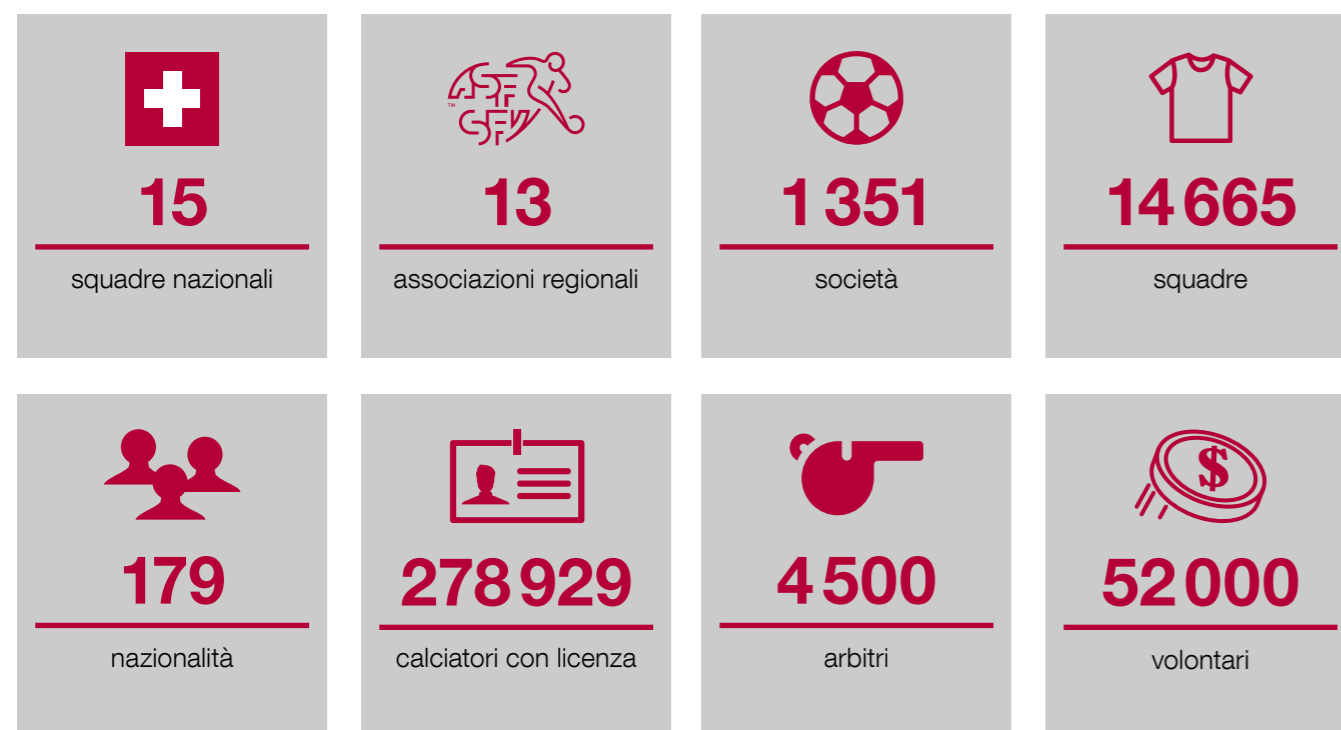 ASF
SFV
™
15
squadre nazionali
13
associazioni regionali
1 351
società
14 665
squadre
179
nazionalità
278 929
calciatori con licenza
4 500
arbitri
$
52 000
volontari